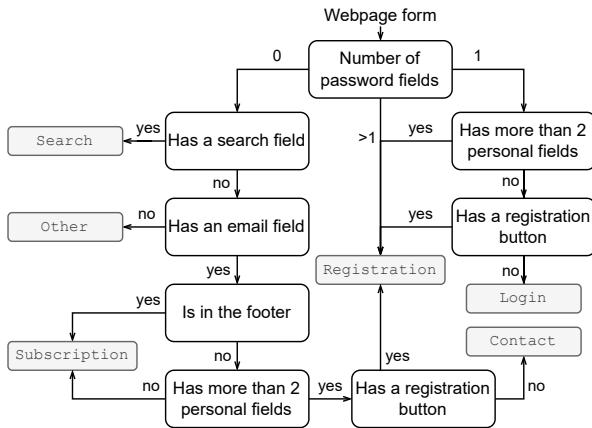 Webpage form
Number of
password fields
0
1
>1
Has a search field
yes
Search
no
Has more than 2
personal fields
yes
no
Has an email field
no
Other
yes
Has a registration
button
yes
no
Registration
Login
Is in the footer
yes
Subscription
no
Contact
Has more than 2
personal fields
no
yes
Has a registration
button
yes
no